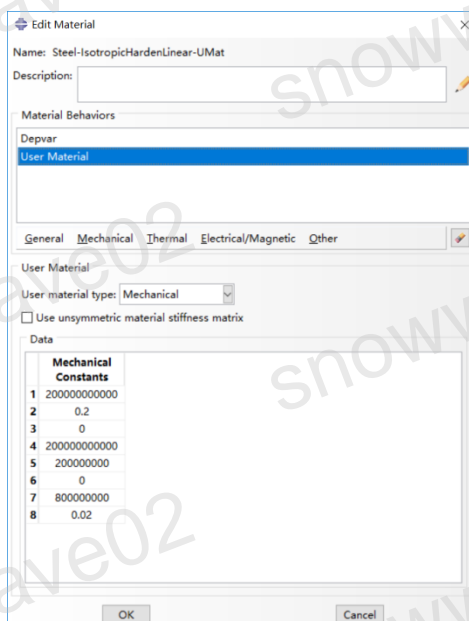 Edit Material
Name: Steel-IsotropicHardenLinear-UMat
Description:
Material Behaviors
Depvar
User Material
General Mechanical Thermal Electrical/Magnetic Other
User Material
User material type: Mechanical
Use unsymmetric material stiffness matrix
Data
Mechanical
Constants
1 200000000000
2 0.2
3 0
4 200000000000
5 200000000
6 0
7 800000000
8 0.02
OK Cancel
snowwave02